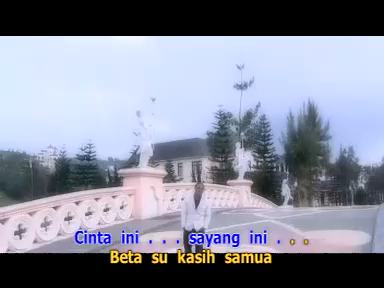 Cinta ini . . . sayang ini . . .
Beta su kasih samua